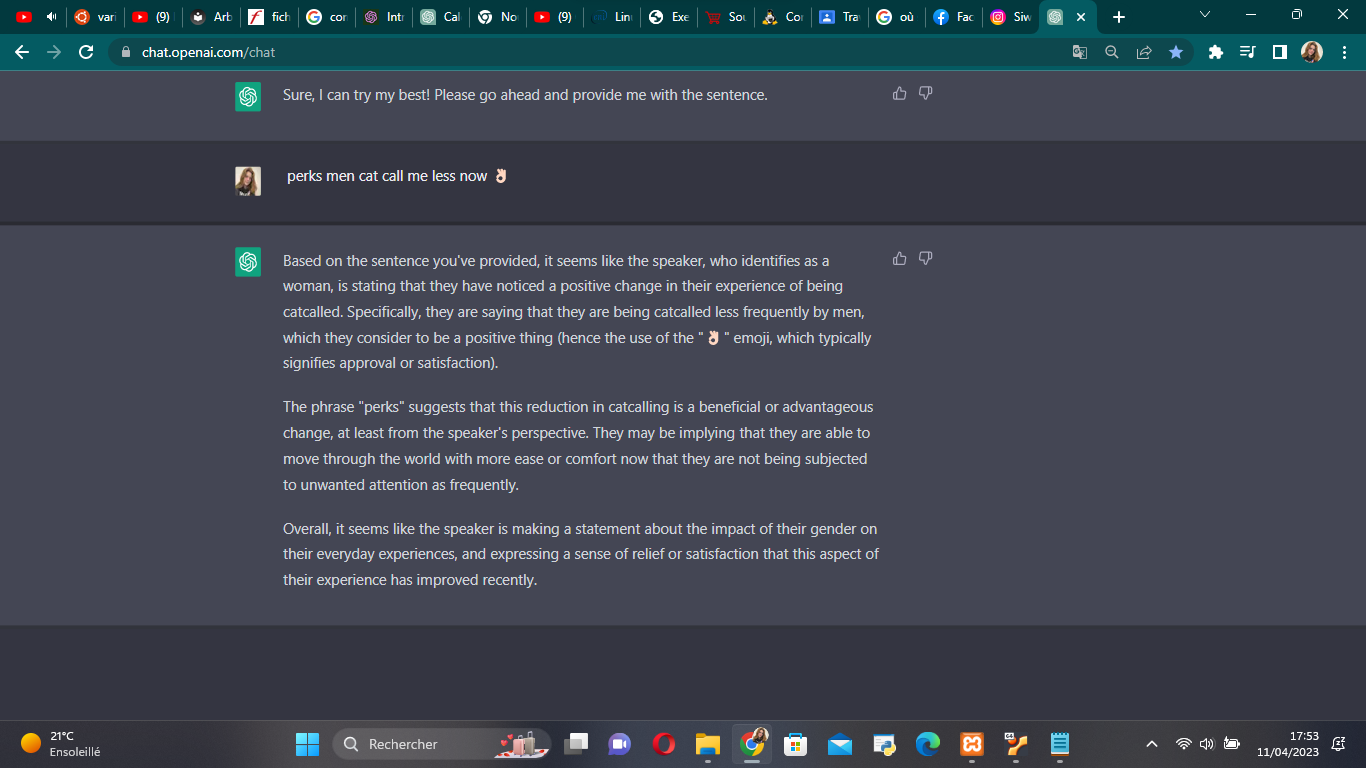 (9)
vari
(9)
Arb
fich
cor
Intr
Cal
No
(9)
Linu
Exe
Sou
Cor
Trav
où
Fac
Siw
chat.openai.com/chat
Sure, I can try my best! Please go ahead and provide me with the sentence.
perks men cat call me less now 👌🏻
Based on the sentence you've provided, it seems like the speaker, who identifies as a
woman, is stating that they have noticed a positive change in their experience of being
catcalled. Specifically, they are saying that they are being catcalled less frequently by men,
which they consider to be a positive thing (hence the use of the "👌🏻" emoji, which typically
signifies approval or satisfaction).
The phrase "perks" suggests that this reduction in catcalling is a beneficial or advantageous
change, at least from the speaker's perspective. They may be implying that they are able to
move through the world with more ease or comfort now that they are not being subjected
to unwanted attention as frequently.
Overall, it seems like the speaker is making a statement about the impact of their gender on
their everyday experiences, and expressing a sense of relief or satisfaction that this aspect of
their experience has improved recently.
21°C
Ensoleillé
Rechercher
17:53
11/04/2023